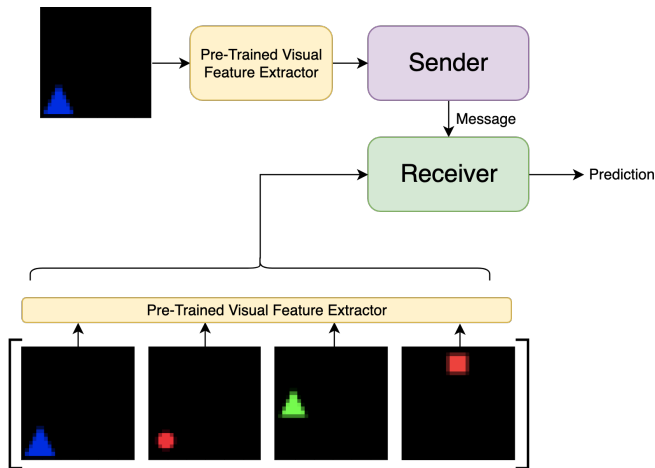 Pre-Trained Visual
Feature Extractor
Sender
Message
Receiver
Prediction
Pre-Trained Visual Feature Extractor